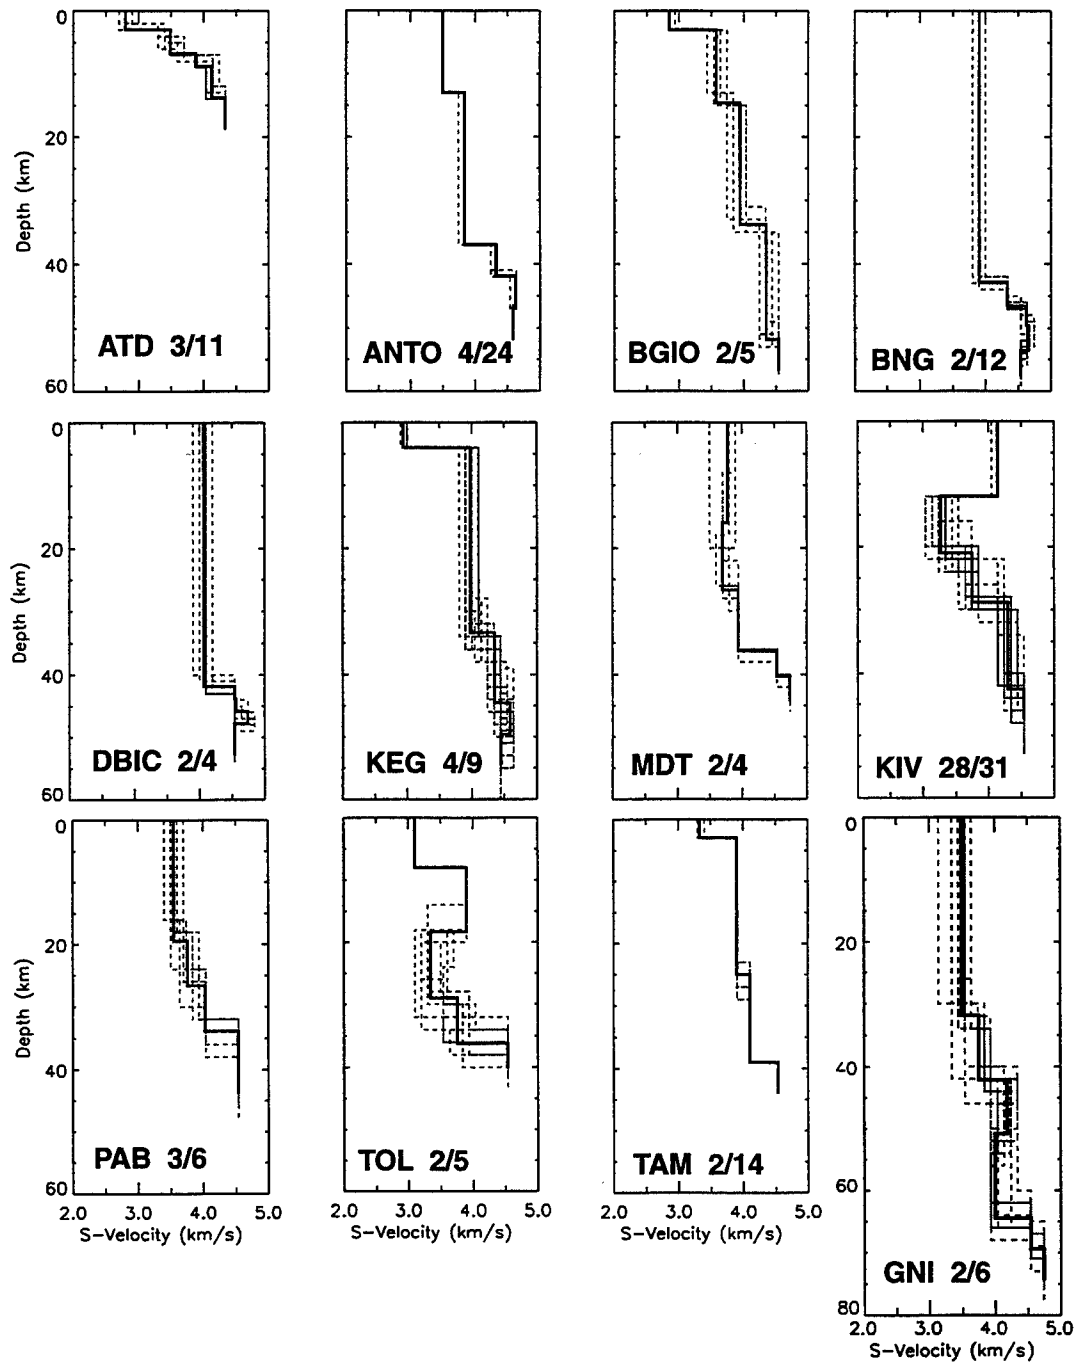 0
20
40
60
Depth (km)
ATD 3/11
ANTO 4/24
BGIO 2/5
BNG 2/12
0
20
40
60
Depth (km)
DBIC 2/4
KEG 4/9
MDT 2/4
KIV 28/31
0
20
40
60
Depth (km)
PAB 3/6
TOL 2/5
TAM 2/14
2.0 3.0 4.0 5.0
S-Velocity (km/s)
2.0 3.0 4.0 5.0
S-Velocity (km/s)
2.0 3.0 4.0 5.0
S-Velocity (km/s)
0
20
40
60
80
GNI 2/6
2.0 3.0 4.0 5.0
S-Velocity (km/s)